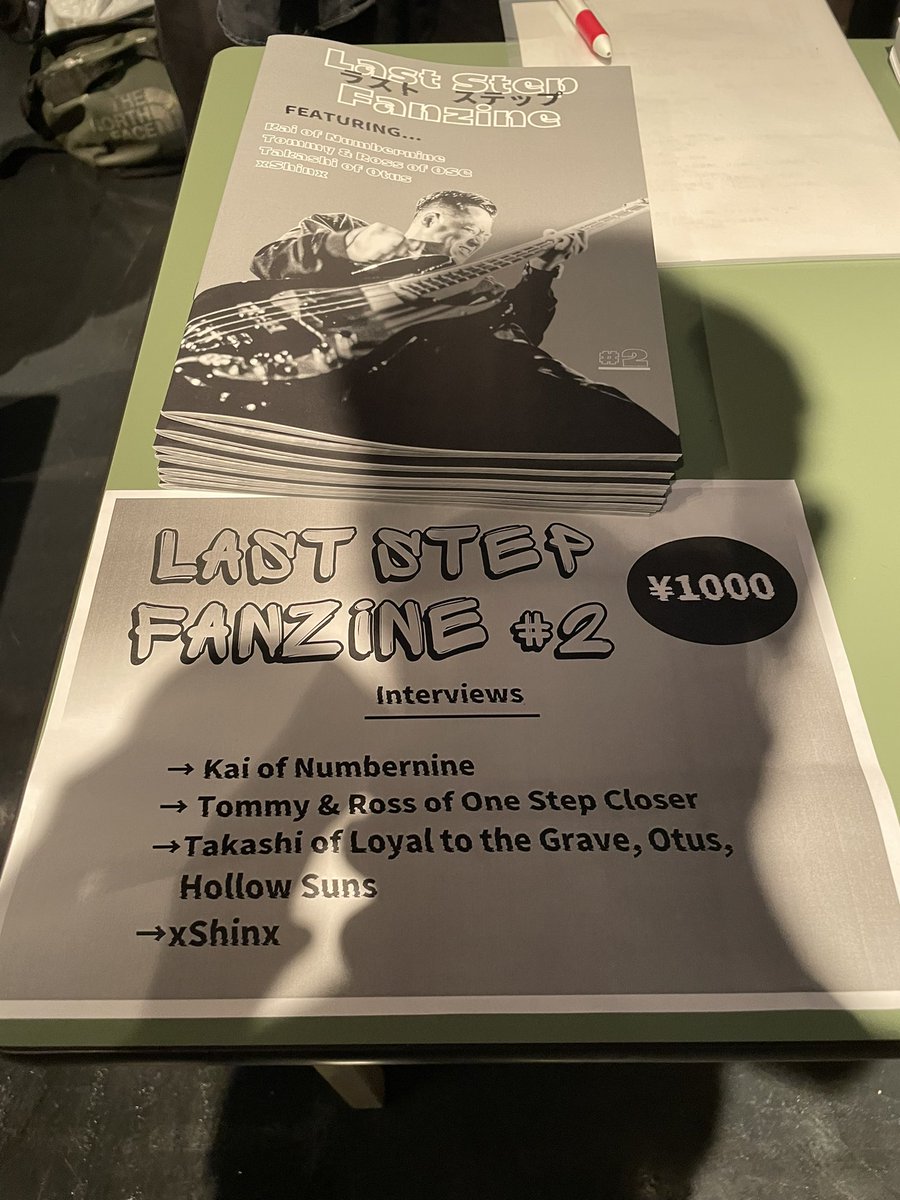 THE
NORTH
FACE
Last Step
ラスト ステップ
Fanzine
FEATURING...
Kai of Numbernine
Tommy & Ross of OSC
Takashi of Otus
xShinx
#2
LAST STEP
FANZINE #2
¥1000
Interviews
→ Kai of Numbernine
→ Tommy & Ross of One Step Closer
→Takashi of Loyal to the Grave, Otus,
Hollow Suns
→xShinx